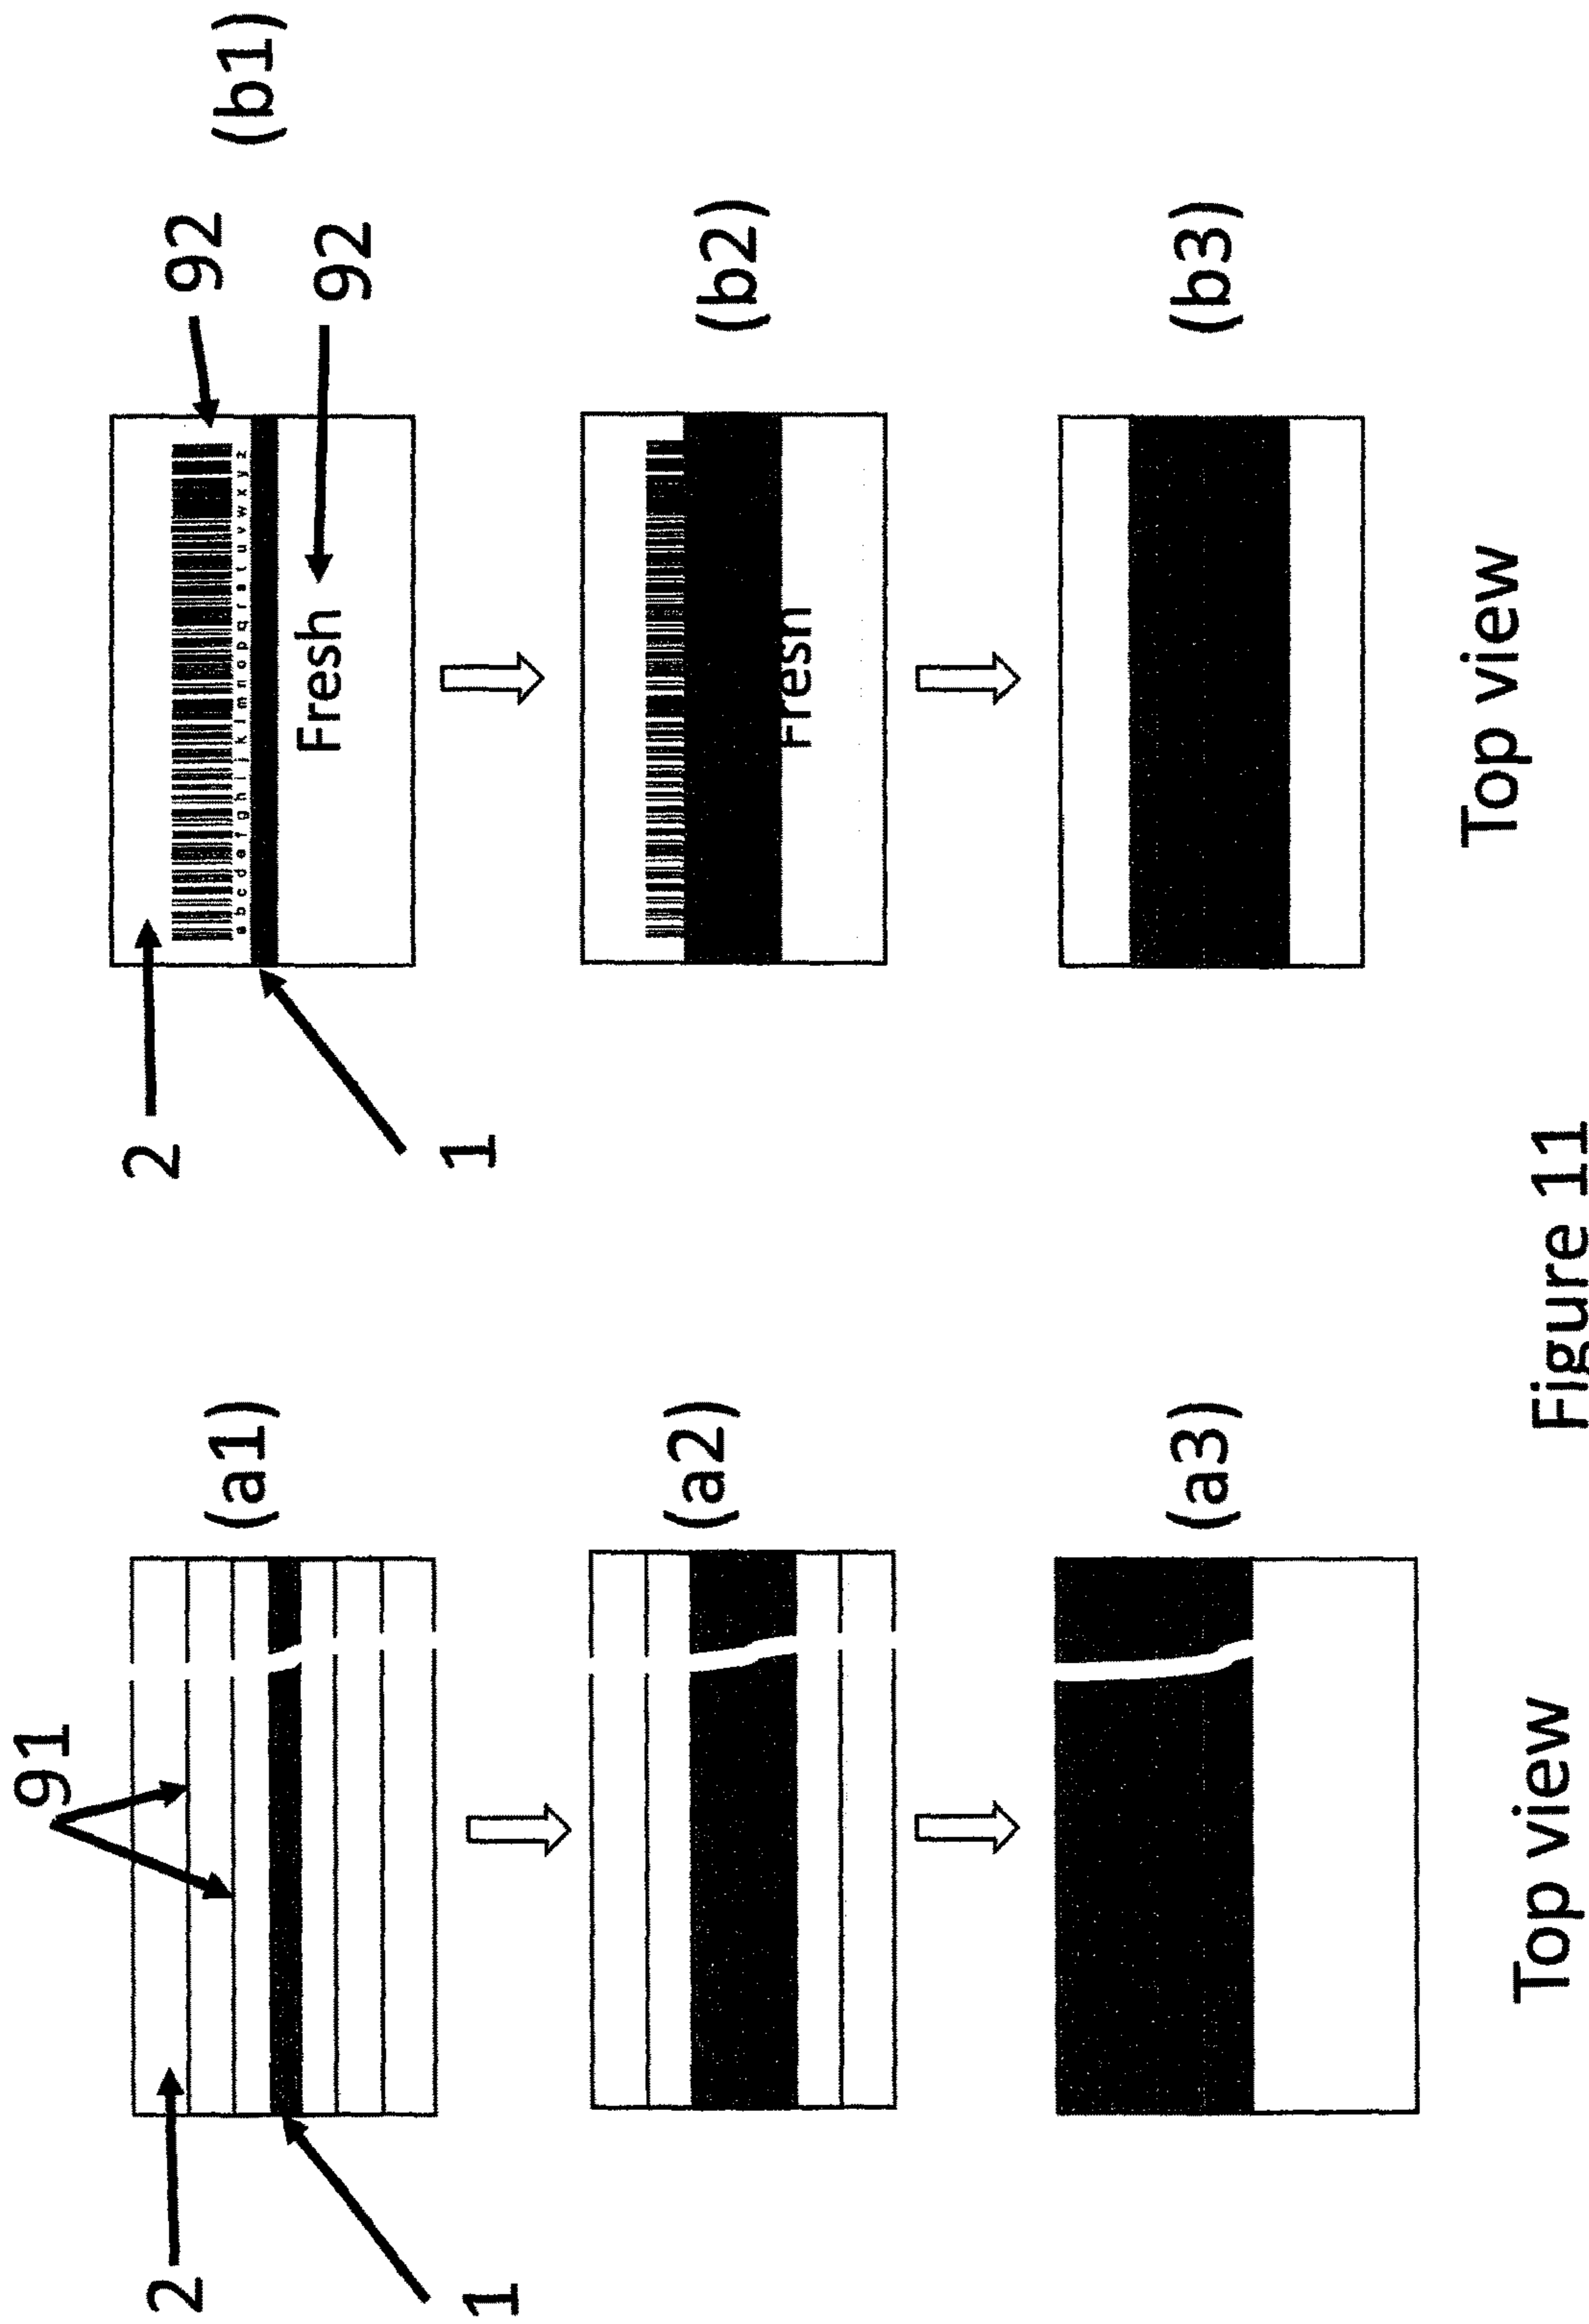 91
2
1
(a1)
2
1
a b c d e f g h i j k l m n o p q r s t u v w x y z
Fresh
92
92
(b1)
(a2)
Fresh
(b2)
(a3)
(b3)
Top view
Top view
Figure 11